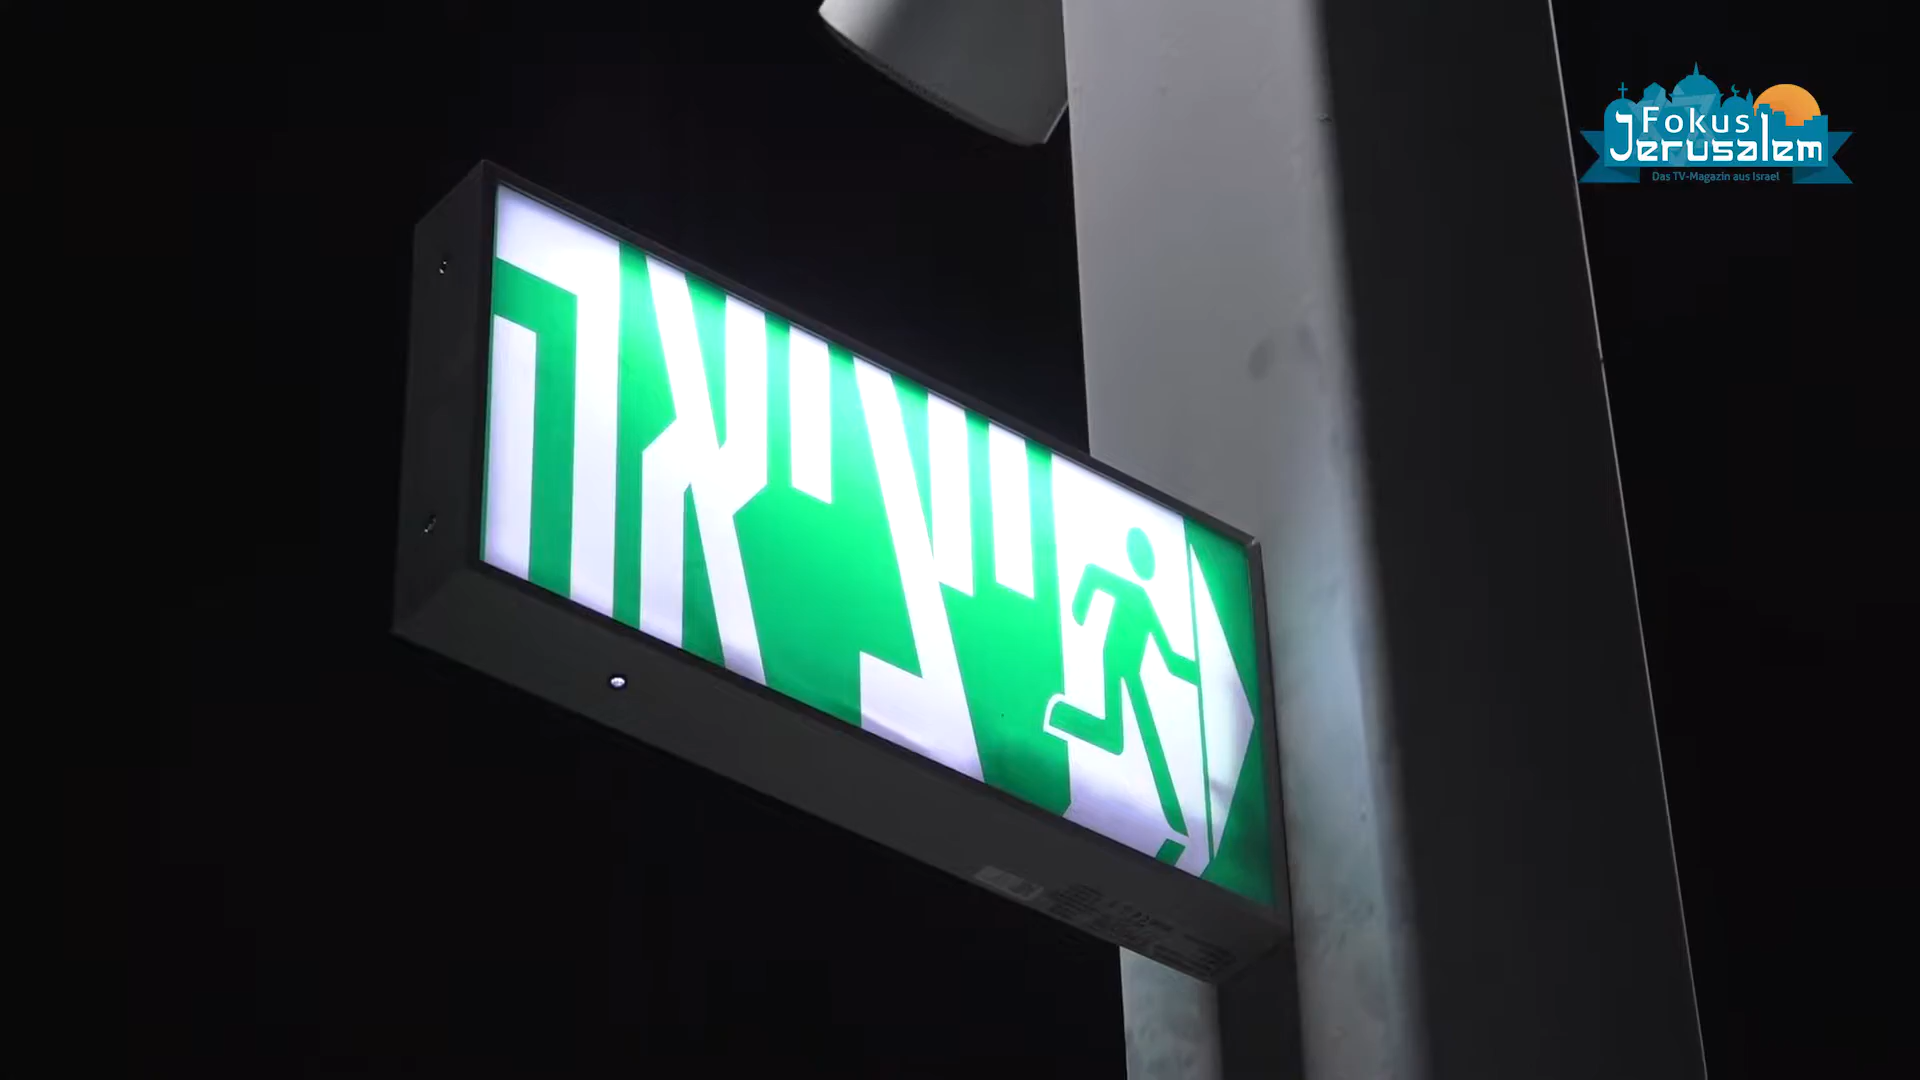 יציאה
Fokus
Jerusalem
Das TV-Magazin aus Israel